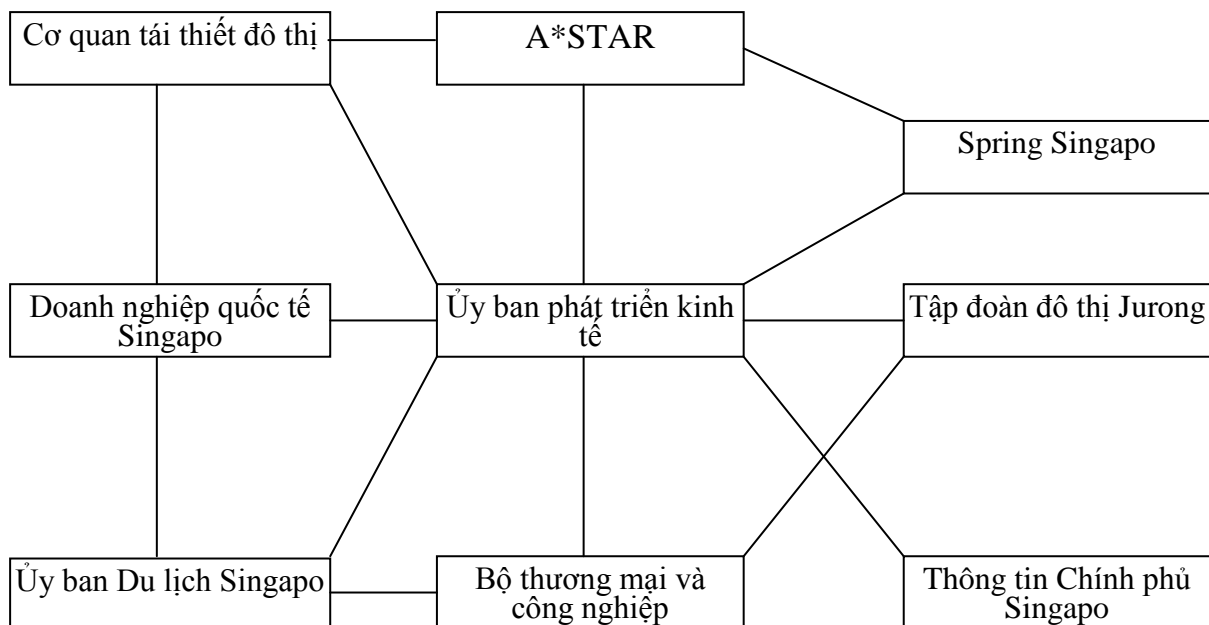 Cơ quan tái thiết đô thị
A*STAR
Spring Singapo
Doanh nghiệp quốc tế
Singapo
Ủy ban phát triển kinh
tế
Tập đoàn đô thị Jurong
Ủy ban Du lịch Singapo
Bộ thương mại và
công nghiệp
Thông tin Chính phủ
Singapo